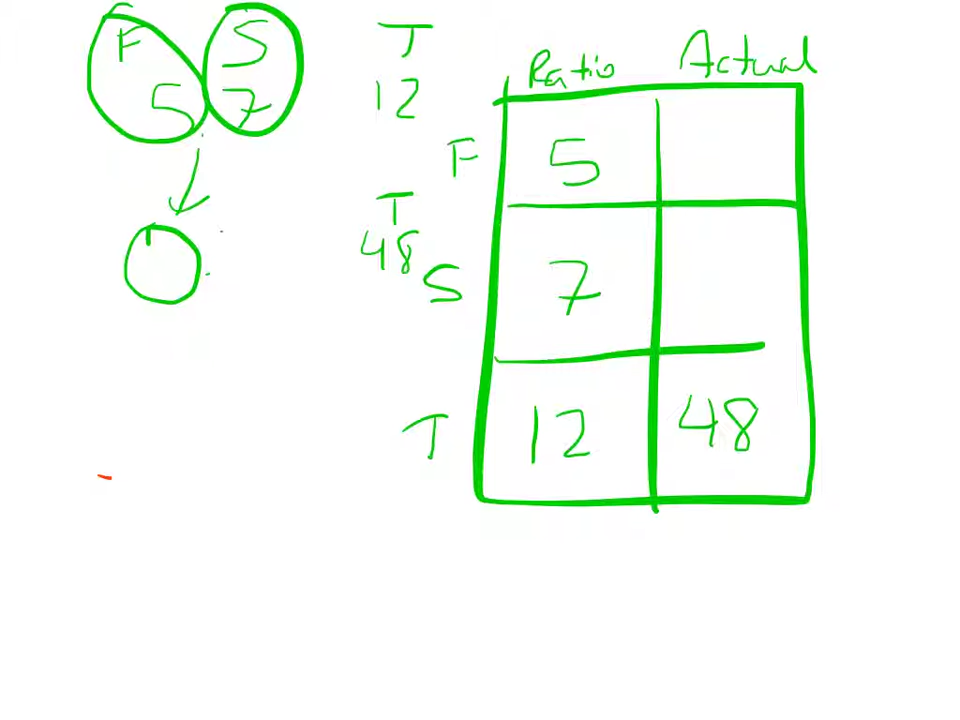 F S T
5 7 12
Ratio Actual
F 5
T
48
S 7
T 12 48